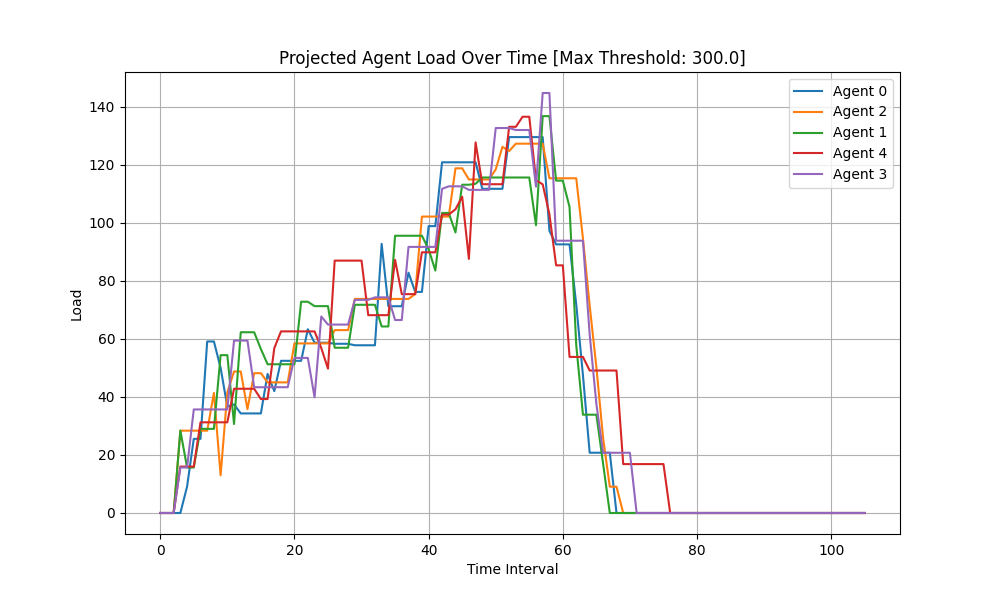 Projected Agent Load Over Time [Max Threshold: 300.0]
Load
140
120
100
80
60
40
20
0
Agent 0
Agent 2
Agent 1
Agent 4
Agent 3
0 20 40 60 80 100
Time Interval